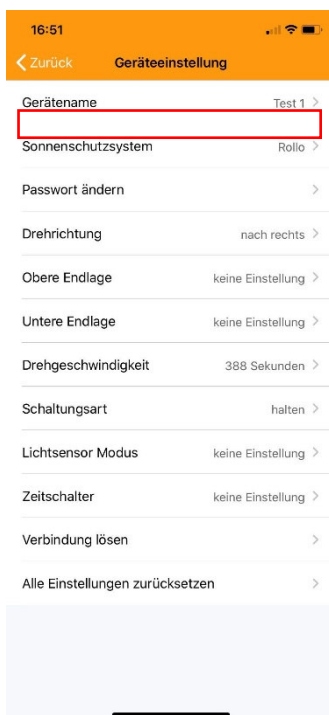 16:51
Zurück Geräteeinstellung
Gerätename Test 1
Sonnenschutzsystem Rollo
Passwort ändern
Drehrichtung nach rechts
Obere Endlage keine Einstellung
Untere Endlage keine Einstellung
Drehgeschwindigkeit 388 Sekunden
Schaltungsart halten
Lichtsensor Modus keine Einstellung
Zeitschalter keine Einstellung
Verbindung lösen
Alle Einstellungen zurücksetzen